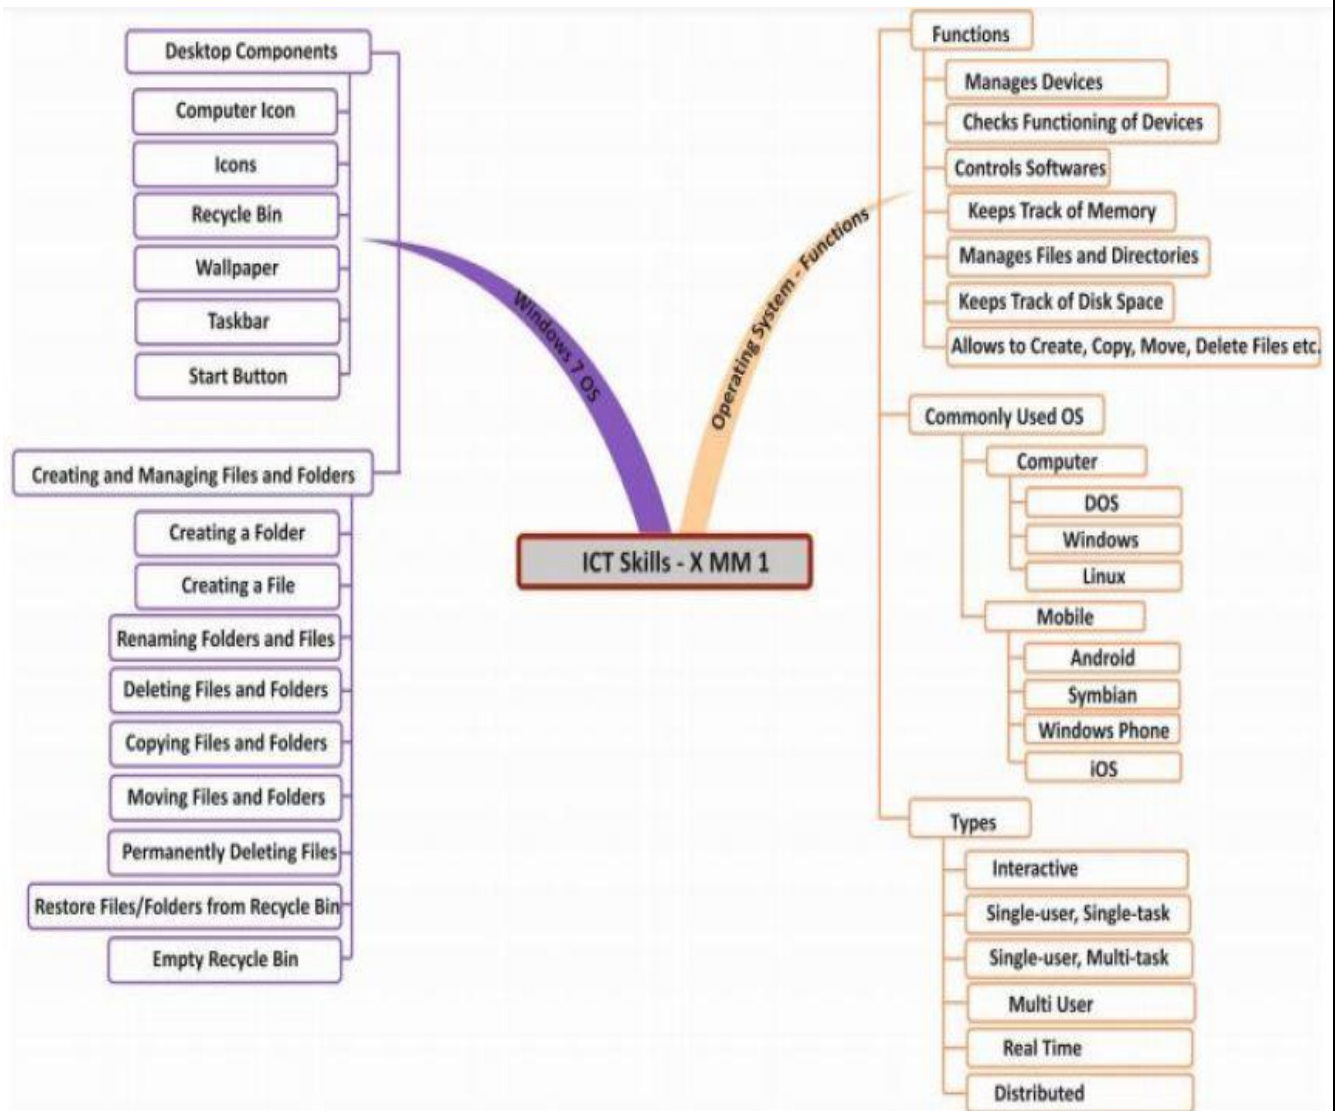 Desktop Components
Computer Icon
Icons
Recycle Bin
Wallpaper
Taskbar
Start Button
Creating and Managing Files and Folders
Creating a Folder
Creating a File
Renaming Folders and Files
Deleting Files and Folders
Copying Files and Folders
Moving Files and Folders
Permanently Deleting Files
Restore Files/Folders from Recycle Bin
Empty Recycle Bin
Windows 7 OS
ICT Skills - X MM 1
Operating System - Functions
Functions
Manages Devices
Checks Functioning of Devices
Controls Softwares
Keeps Track of Memory
Manages Files and Directories
Keeps Track of Disk Space
Allows to Create, Copy, Move, Delete Files etc.
Commonly Used OS
Computer
DOS
Windows
Linux
Mobile
Android
Symbian
Windows Phone
iOS
Types
Interactive
Single-user, Single-task
Single-user, Multi-task
Multi User
Real Time
Distributed